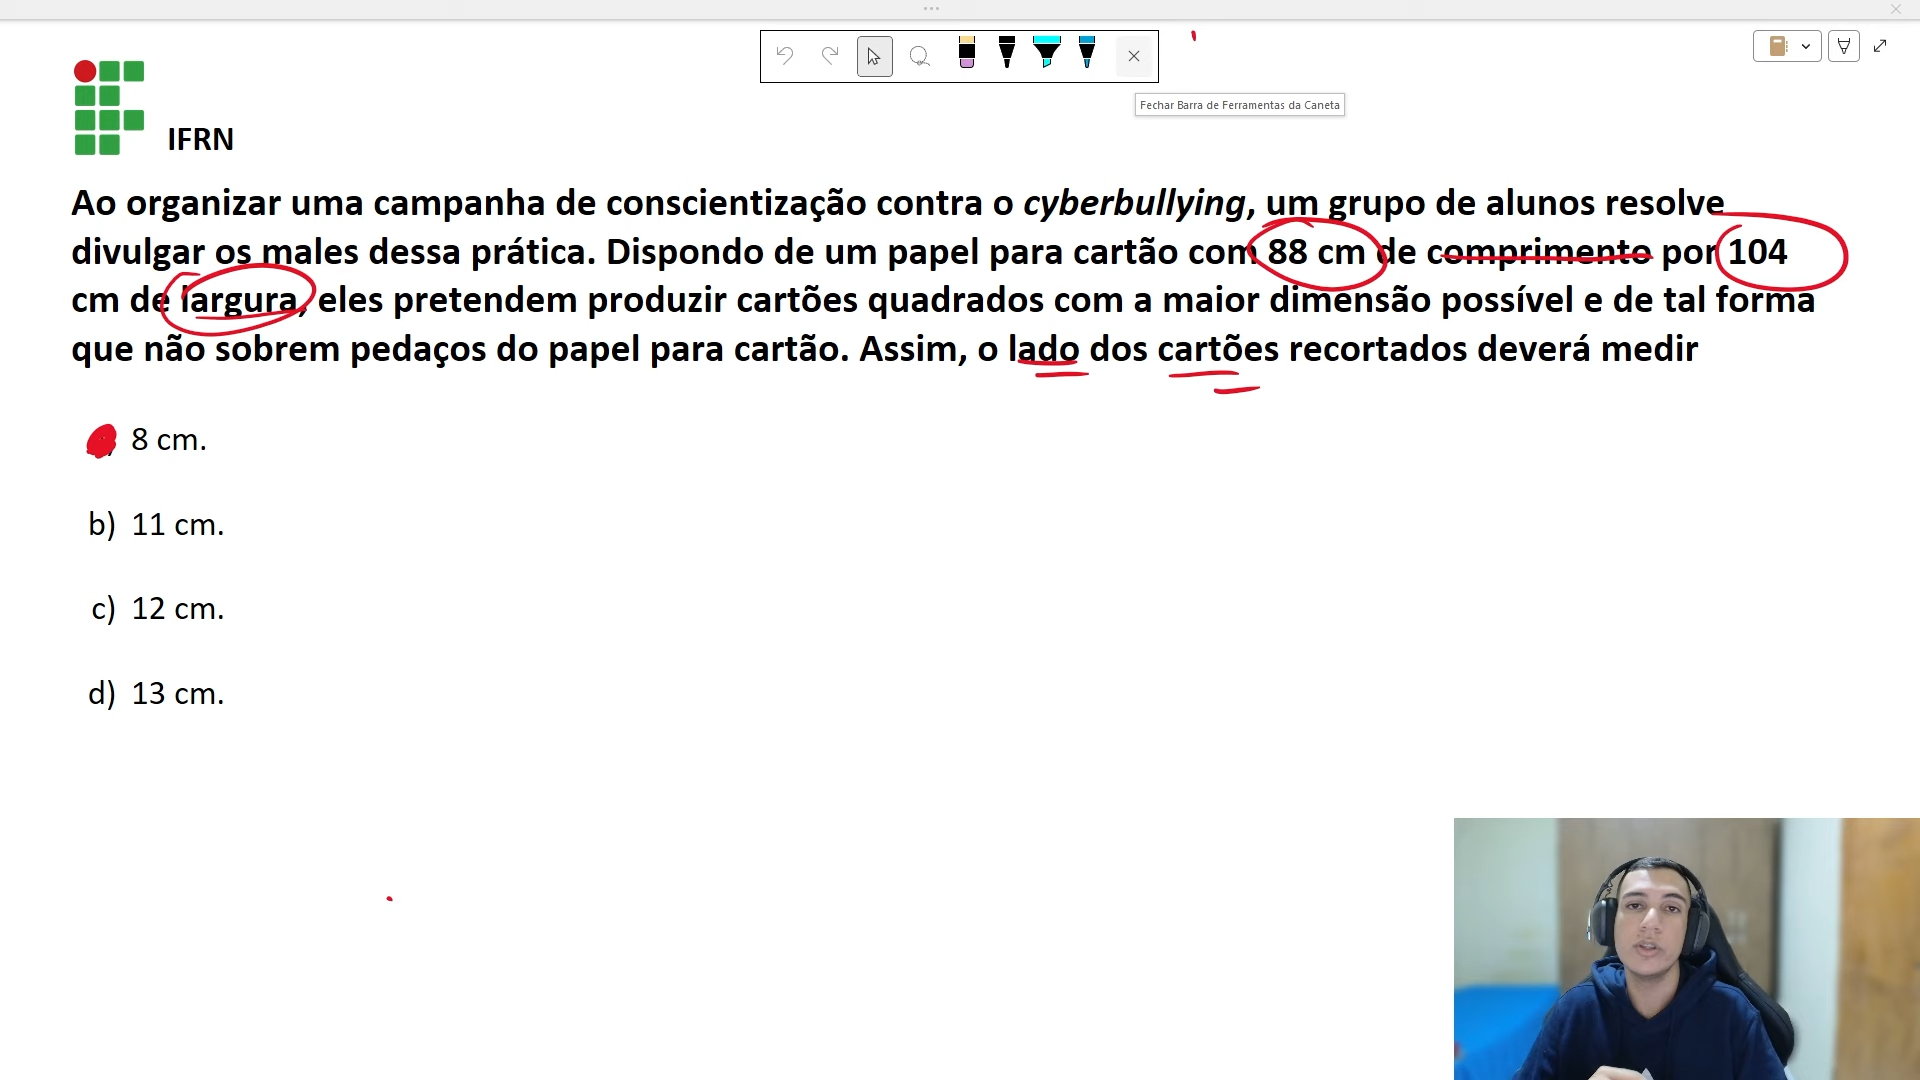 Fechar Barra de Ferramentas da Caneta
IFRN
Ao organizar uma campanha de conscientização contra o cyberbullying, um grupo de alunos resolve
divulgar os males dessa prática. Dispondo de um papel para cartão com 88 cm de comprimento por 104
cm de largura, eles pretendem produzir cartões quadrados com a maior dimensão possível e de tal forma
que não sobrem pedaços do papel para cartão. Assim, o lado dos cartões recortados deverá medir
8 cm.
b) 11 cm.
c) 12 cm.
d) 13 cm.